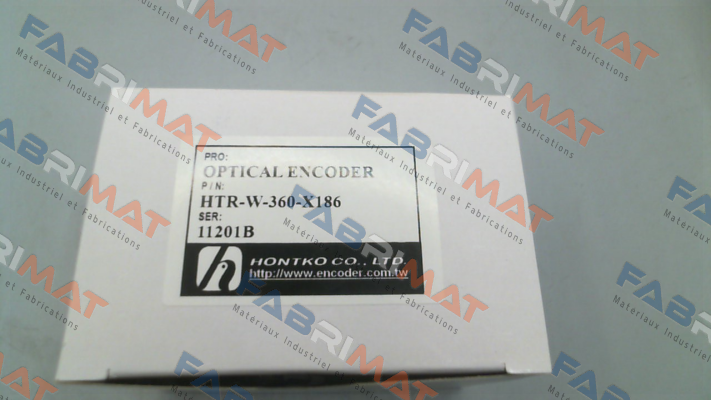 PRO:
OPTICAL ENCODER
P/N:
HTR-W-360-X186
SER:
11201B
HONTKO CO., LTD.
http://www.encoder.com.tw
FABRIMAT
Materiaux Industriel et Fabrications